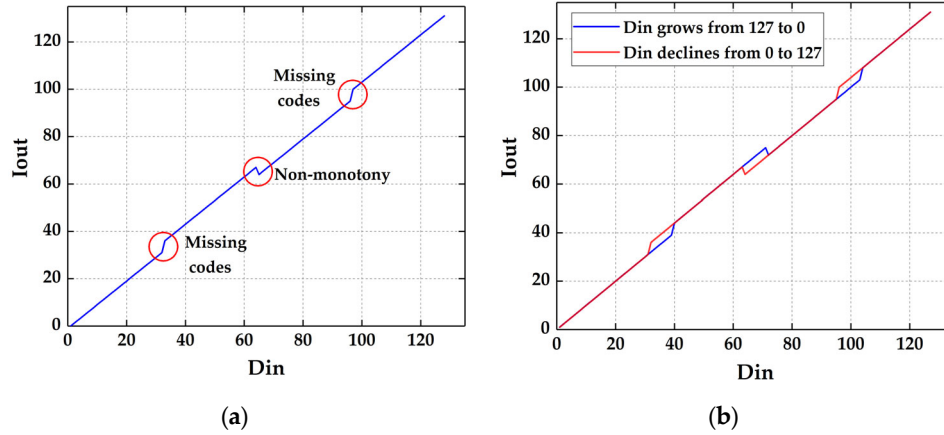 120
100
80
60
40
20
0
Iout
Missing
codes
Non-monotony
Missing
codes
0 20 40 60 80 100 120
Din
(a)
Din grows from 127 to 0
Din declines from 0 to 127
120
100
80
60
40
20
0
Iout
0 20 40 60 80 100 120
Din
(b)